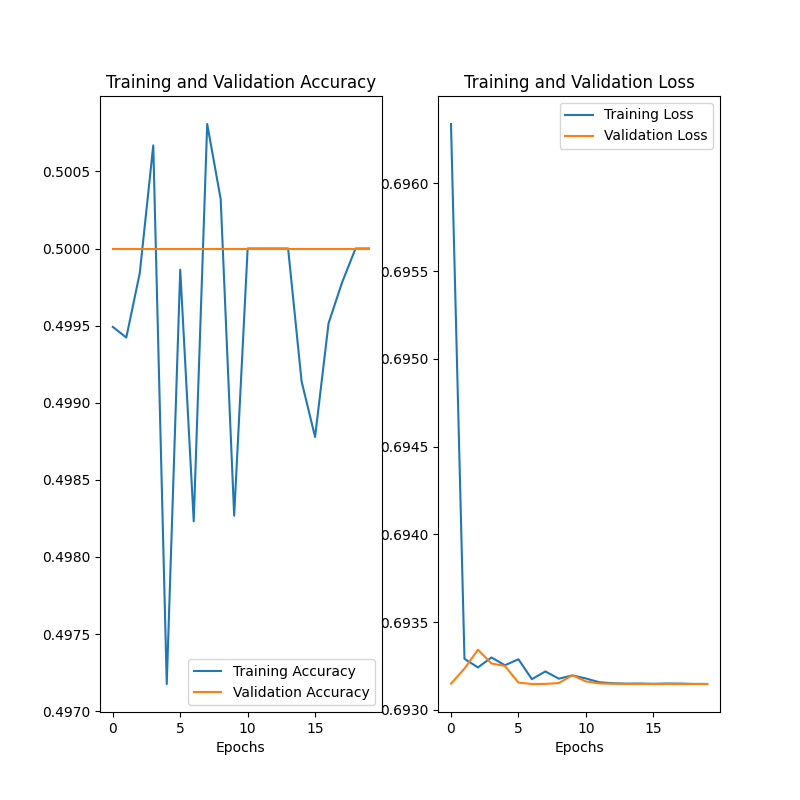 Training and Validation Accuracy
0.5005
0.5000
0.4995
0.4990
0.4985
0.4980
0.4975
0.4970
0 5 10 15
Epochs
Training Accuracy
Validation Accuracy
Training and Validation Loss
0.6960
0.6955
0.6950
0.6945
0.6940
0.6935
0.6930
0 5 10 15
Epochs
Training Loss
Validation Loss